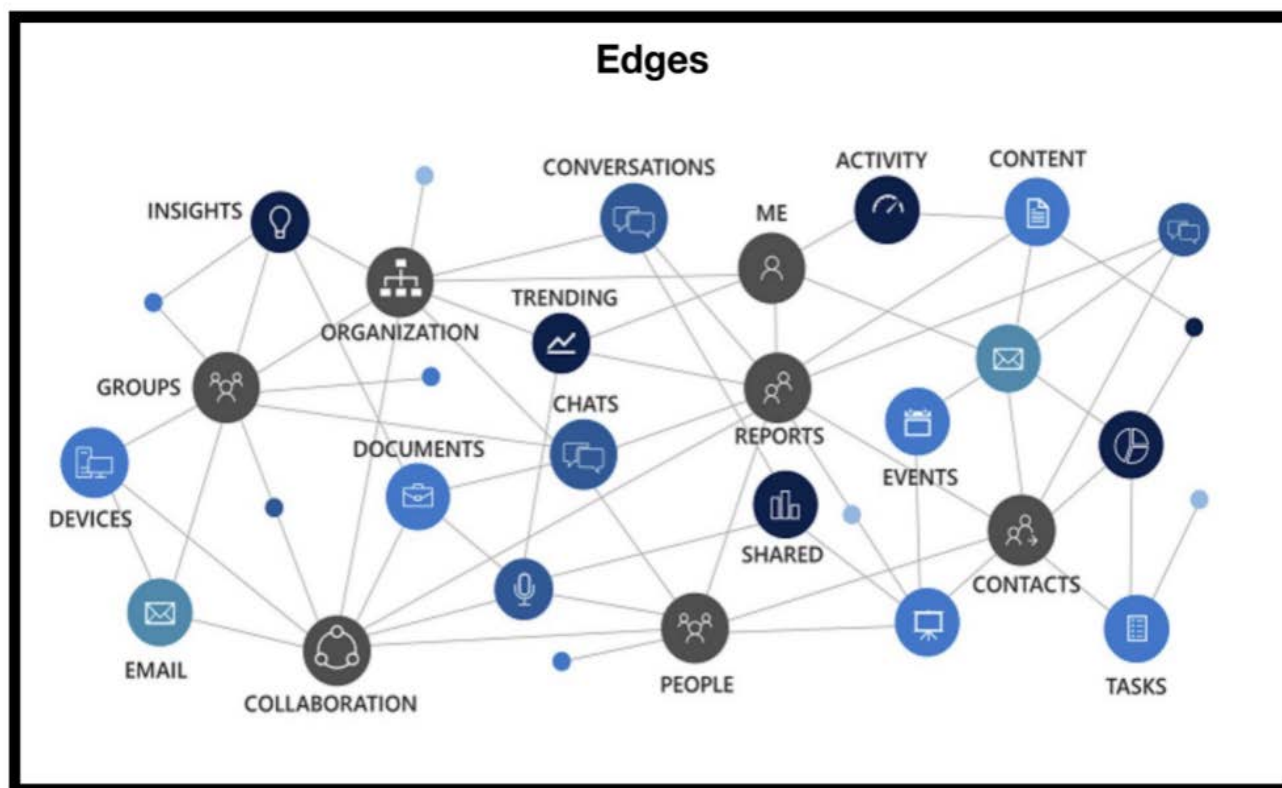 Edges
CONVERSATIONS
ACTIVITY
CONTENT
INSIGHTS
ME
TRENDING
ORGANIZATION
GROUPS
CHATS
REPORTS
DOCUMENTS
EVENTS
DEVICES
SHARED
CONTACTS
EMAIL
PEOPLE
TASKS
COLLABORATION